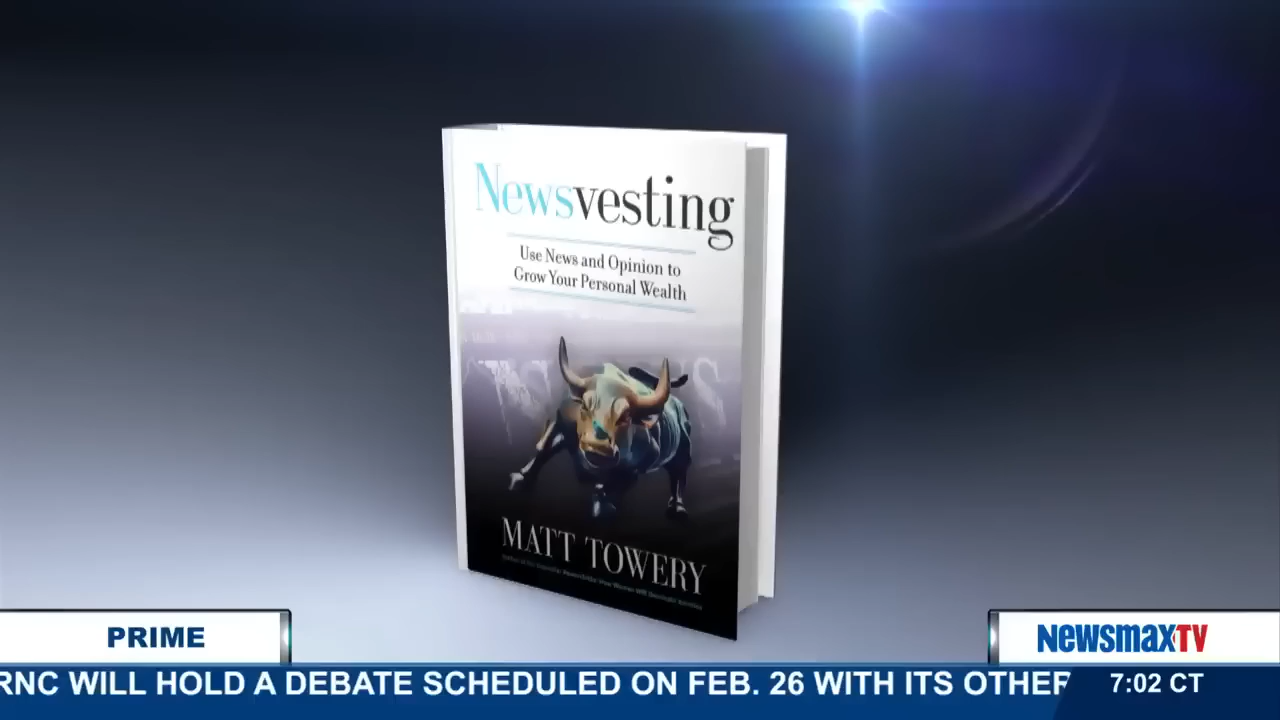 Newsvesting
Use News and Opinion to
Grow Your Personal Wealth
MATT TOWERY
PRIME
NEWSMAXTV
RNC WILL HOLD A DEBATE SCHEDULED ON FEB. 26 WITH ITS OTHER
7:02 CT